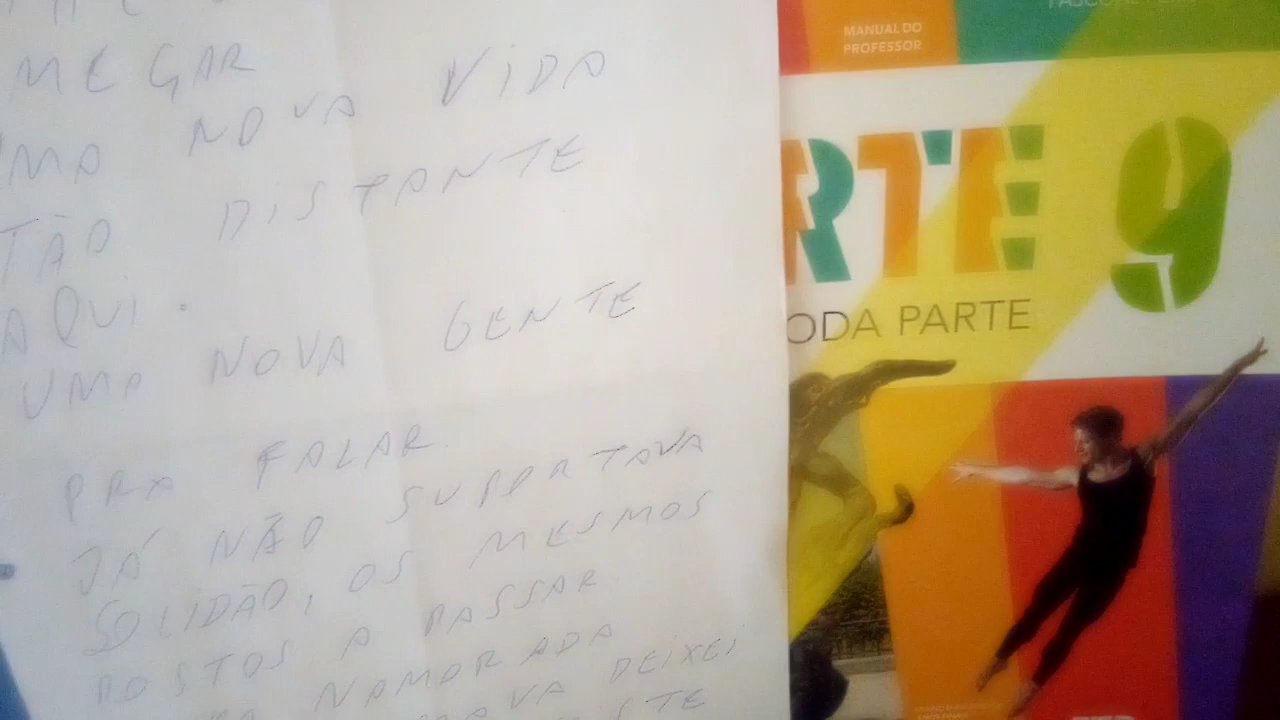 MEGAR
UMA NOVA VIDA
TÃO DISTANTE
AQUI.
UMA NOVA GENTE
PRA FALAR.
JÁ NÃO SUPORTAVA
SOLIDÃO, OS MESMOS
ROSTOS A PASSAR
NAMORADA
DEIXEI
MANUAL DO
PROFESSOR
RTE 9
ODA PARTE